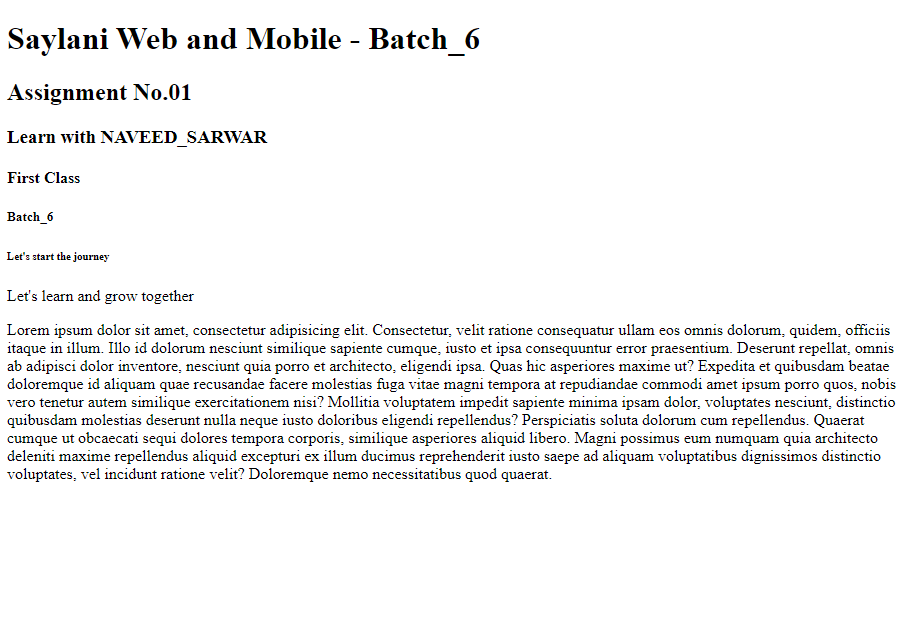 Saylani Web and Mobile - Batch_6
Assignment No.01
Learn with NAVEED_SARWAR
First Class
Batch_6
Let's start the journey
Let's learn and grow together
Lorem ipsum dolor sit amet, consectetur adipisicing elit. Consectetur, velit ratione consequatur ullam eos omnis dolorum, quidem, officiis
itaque in illum. Illo id dolorum nesciunt similique sapiente cumque, iusto et ipsa consequuntur error praesentium. Deserunt repellat, omnis
ab adipisci dolor inventore, nesciunt quia porro et architecto, eligendi ipsa. Quas hic asperiores maxime ut? Expedita et quibusdam beatae
doloremque id aliquam quae recusandae facere molestias fuga vitae magni tempora at repudiandae commodi amet ipsum porro quos, nobis
vero tenetur autem similique exercitationem nisi? Mollitia voluptatem impedit sapiente minima ipsam dolor, voluptates nesciunt, distinctio
quibusdam molestias deserunt nulla neque iusto doloribus eligendi repellendus? Perspiciatis soluta dolorum cum repellendus. Quaerat
cumque ut obcaecati sequi dolores tempora corporis, similique asperiores aliquid libero. Magni possimus eum numquam quia architecto
deleniti maxime repellendus aliquid excepturi ex illum ducimus reprehenderit iusto saepe ad aliquam voluptatibus dignissimos distinctio
voluptates, vel incidunt ratione velit? Doloremque nemo necessitatibus quod quaerat.